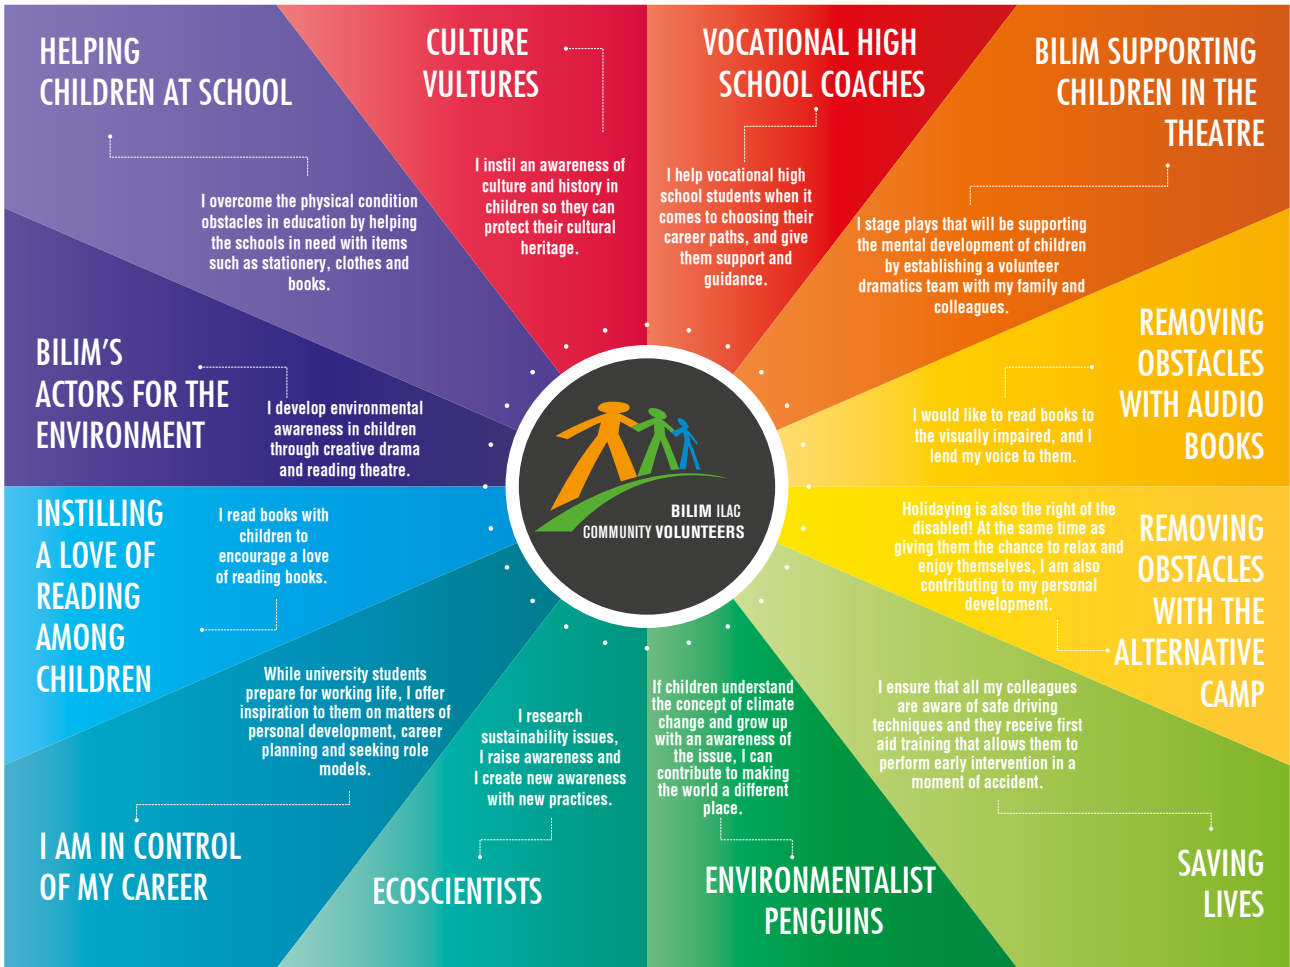 HELPING
CHILDREN AT SCHOOL
I overcome the physical condition
obstacles in education by helping
the schools in need with items
such as stationery, clothes and
books.
CULTURE
VULTURES
I instil an awareness of
culture and history in
children so they can
protect their cultural
heritage.
VOCATIONAL HIGH
SCHOOL COACHES
I help vocational high
school students when it
comes to choosing their
career paths, and give
them support and
guidance.
BILIM SUPPORTING
CHILDREN IN THE
THEATRE
I stage plays that will be supporting
the mental development of children
by establishing a volunteer
dramatics team with my family and
colleagues.
REMOVING
OBSTACLES
WITH AUDIO
BOOKS
I would like to read books to
the visually impaired, and I
lend my voice to them.
REMOVING
OBSTACLES
WITH THE
ALTERNATIVE
CAMP
Holidaying is also the right of the
disabled! At the same time as
giving them the chance to relax and
enjoy themselves, I am also
contributing to my personal
development.
SAVING
LIVES
I ensure that all my colleagues
are aware of safe driving
techniques and they receive first
aid training that allows them to
perform early intervention in a
moment of accident.
ENVIRONMENTALIST
PENGUINS
If children understand
the concept of climate
change and grow up
with an awareness of
the issue, I can
contribute to making
the world a different
place.
ECOSCIENTISTS
I research
sustainability issues,
I raise awareness and
I create new awareness
with new practices.
I AM IN CONTROL
OF MY CAREER
While university students
prepare for working life, I offer
inspiration to them on matters of
personal development, career
planning and seeking role
models.
INSTILLING
A LOVE OF
READING
AMONG
CHILDREN
I read books with
children to
encourage a love
of reading books.
BILIM'S
ACTORS FOR THE
ENVIRONMENT
I develop environmental
awareness in children
through creative drama
and reading theatre.
BILIM ILAC
COMMUNITY VOLUNTEERS